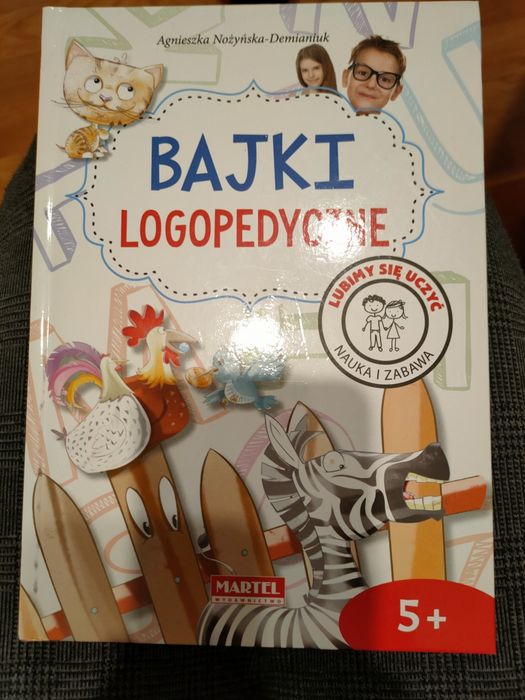 Agnieszka Nożyńska-Demianiuk
BAJKI
LOGOPEDYCZNE
LUBIMY SIĘ UCZYĆ
NAUKA I ZABAWA
MARTEL
WYDAWNICTWO
5+